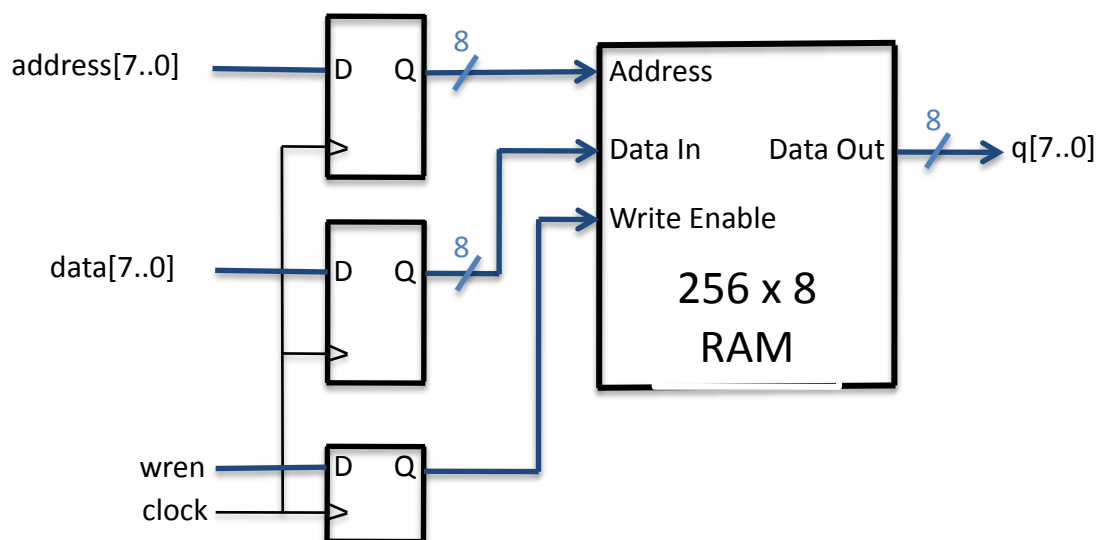 address[7..0]
D Q
8
Address
Data In
Data Out
8
q[7..0]
Write Enable
data[7..0]
D Q
8
256 x 8
RAM
wren
D Q
clock